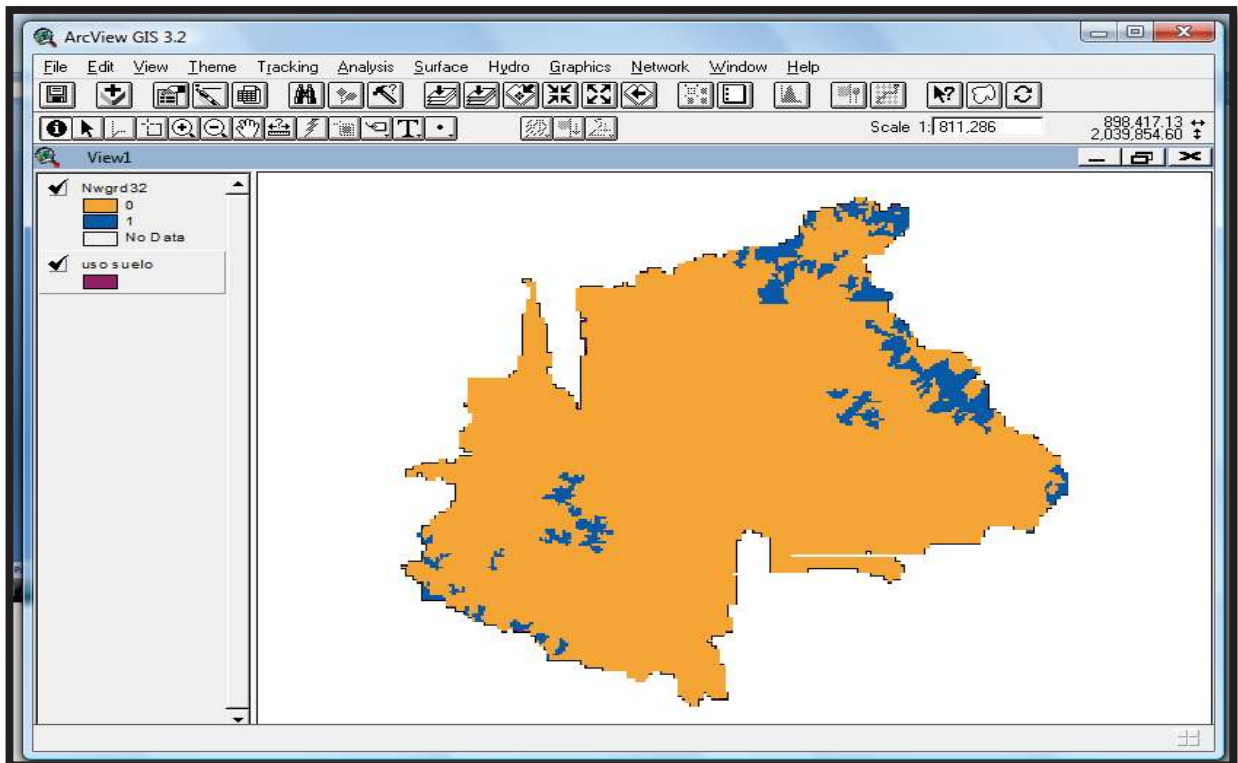 ArcView GIS 3.2
File Edit View Theme Tracking Analysis Surface Hydro Graphics Network Window Help
Scale 1: 811,286
898,417.13
2,039,854.60
View1
Nwgrd32
0
1
No Data
uso suelo